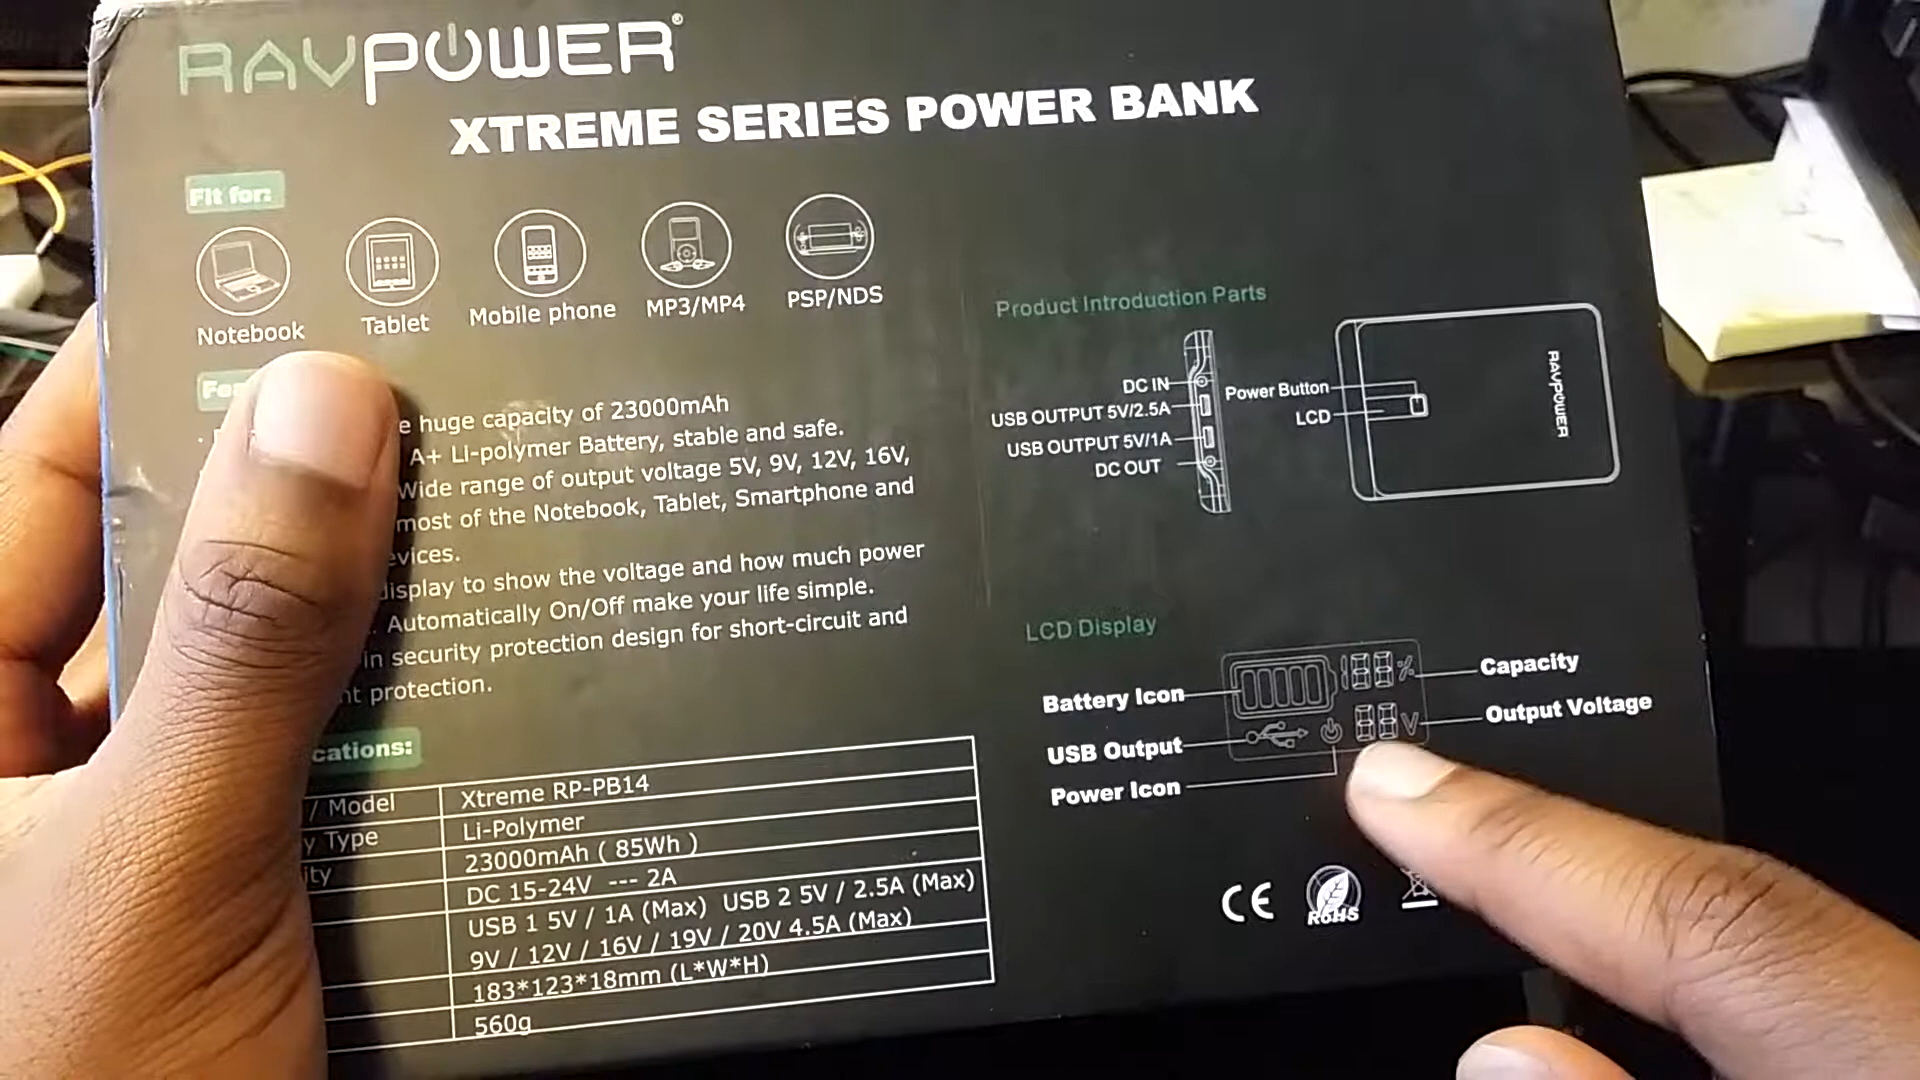 RAVPOWER®
XTREME SERIES POWER BANK
Fit for:
Notebook
Tablet
Mobile phone
MP3/MP4
PSP/NDS
huge capacity of 23000mAh
A+ Li-polymer Battery, stable and safe.
Wide range of output voltage 5V, 9V, 12V, 16V,
most of the Notebook, Tablet, Smartphone and
evices.
display to show the voltage and how much power
. Automatically On/Off make your life simple.
in security protection design for short-circuit and
protection.
cations:
/ Model Xtreme RP-PB14
y Type Li-Polymer
ity 23000mAh ( 85Wh )
DC 15-24V --- 2A
USB 1 5V / 1A (Max) USB 2 5V / 2.5A (Max)
9V / 12V / 16V / 19V / 20V 4.5A (Max)
183*123*18mm (L*W*H)
560g
Product Introduction Parts
DC IN
USB OUTPUT 5V/2.5A
USB OUTPUT 5V/1A
DC OUT
Power Button
LCD
RAVPOWER
LCD Display
Battery Icon
USB Output
Power Icon
188%
88V
Capacity
Output Voltage
CE
RoHS